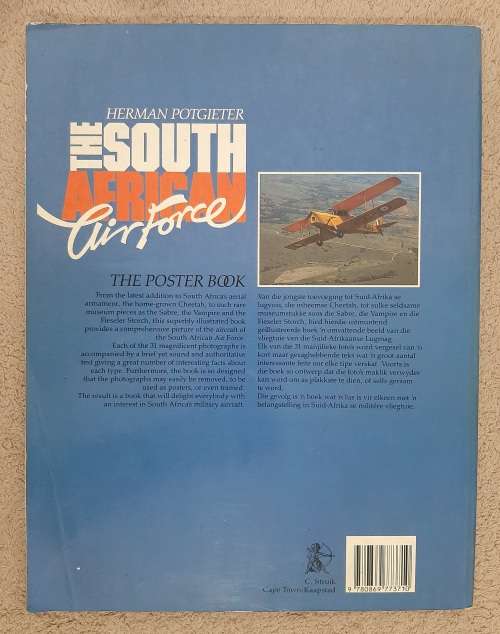 HERMAN POTGIETER
THE SOUTH
AFRICAN
Air Force
THE POSTER BOOK
From the latest addition to South Africa's aerial
armament, the home-grown Cheetah, to such rare
museum pieces as the Sabre, the Vampire and the
Fieseler Storch, this superbly illustrated book
provides a comprehensive picture of the aircraft of
the South African Air Force.
Each of the 31 magnificent photographs is
accompanied by a brief yet sound and authoritative
text giving a great number of interesting facts about
each type. Furthermore, the book is so designed
that the photographs may easily be removed, to be
used as posters, or even framed.
The result is a book that will delight everybody with
an interest in South Africa's military aircraft.
Van die jongste toevoeging tot Suid-Afrika se
lugvoos, die inheemse Cheetah, tot sulke seldsame
museumstukke soos die Sabre, die Vampire en die
Fieseler Storch, bied hierdie
geïllustreerde boek 'n omvattende beeld van die
vliegtuie van die Suid-Afrikaanse Lugmag.
Elk van die 31 manjifieke foto's word vergesel van 'n
kort maar gesaghebbende teks wat 'n groot aantal
interessante feite oor elke tipe verskaf. Voorts is
die boek so ontwerp dat die foto's maklik verwyder
kan word om as plakkate te dien, of selfs geraam
te word.
Die gevolg is 'n boek wat 'n lus is vir elkeen met 'n
belangstelling in Suid-Afrika se militêre vliegtuie.
C. Struik
Cape Town/Kaapstad
9 780869 773710